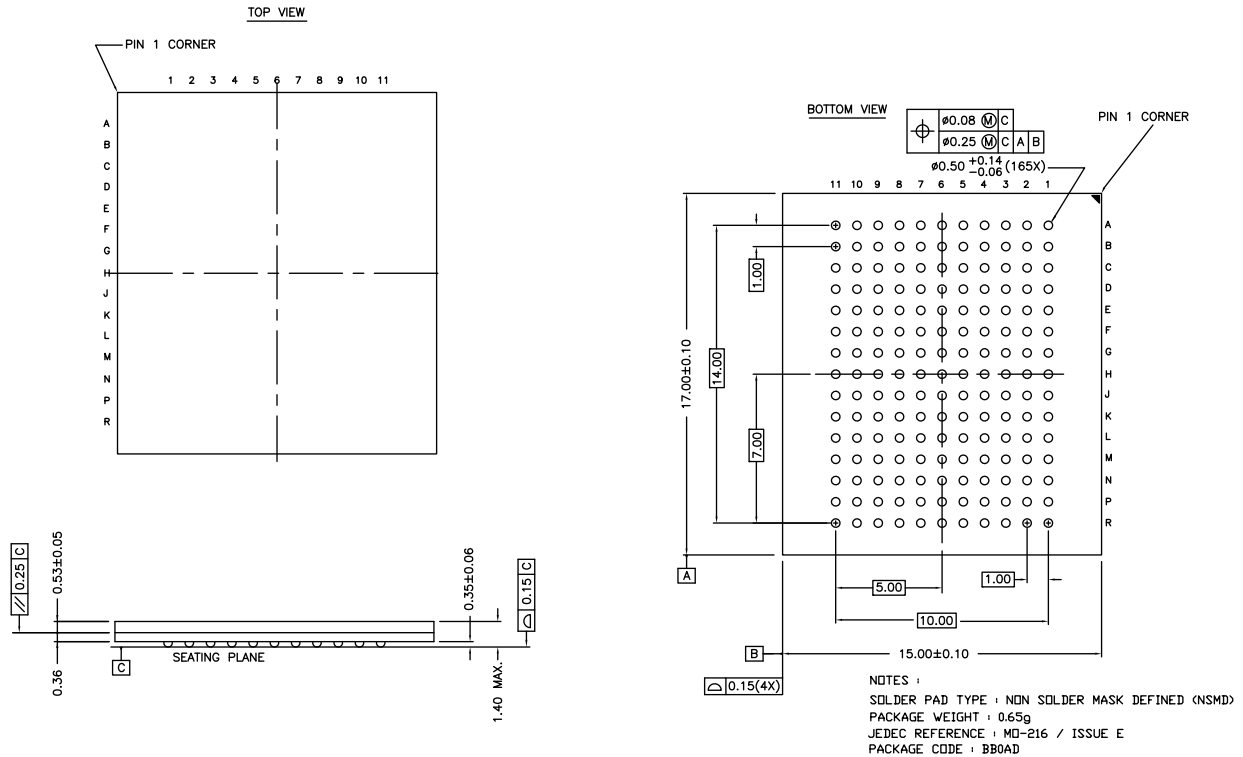 TOP VIEW
PIN 1 CORNER
1 2 3 4 5 6 7 8 9 10 11
A
B
C
D
E
F
G
H
J
K
L
M
N
P
R
BOTTOM VIEW
ø0.08 Ⓜ C
ø0.25 Ⓜ C A B
PIN 1 CORNER
ø0.50 +0.14 -0.06 (165X)
11 10 9 8 7 6 5 4 3 2 1
A
B
C
D
E
F
G
H
J
K
L
M
N
P
R
1.00
14.00
17.00±0.10
7.00
A
5.00
1.00
10.00
B
15.00±0.10
0.15(4X)
// 0.25 C
0.53±0.05
0.36
C
SEATING PLANE
0.35±0.06
0.15 C
1.40 MAX.
NOTES :
SOLDER PAD TYPE : NON SOLDER MASK DEFINED (NSMD)
PACKAGE WEIGHT : 0.65g
JEDEC REFERENCE : MO-216 / ISSUE E
PACKAGE CODE : BB0AD